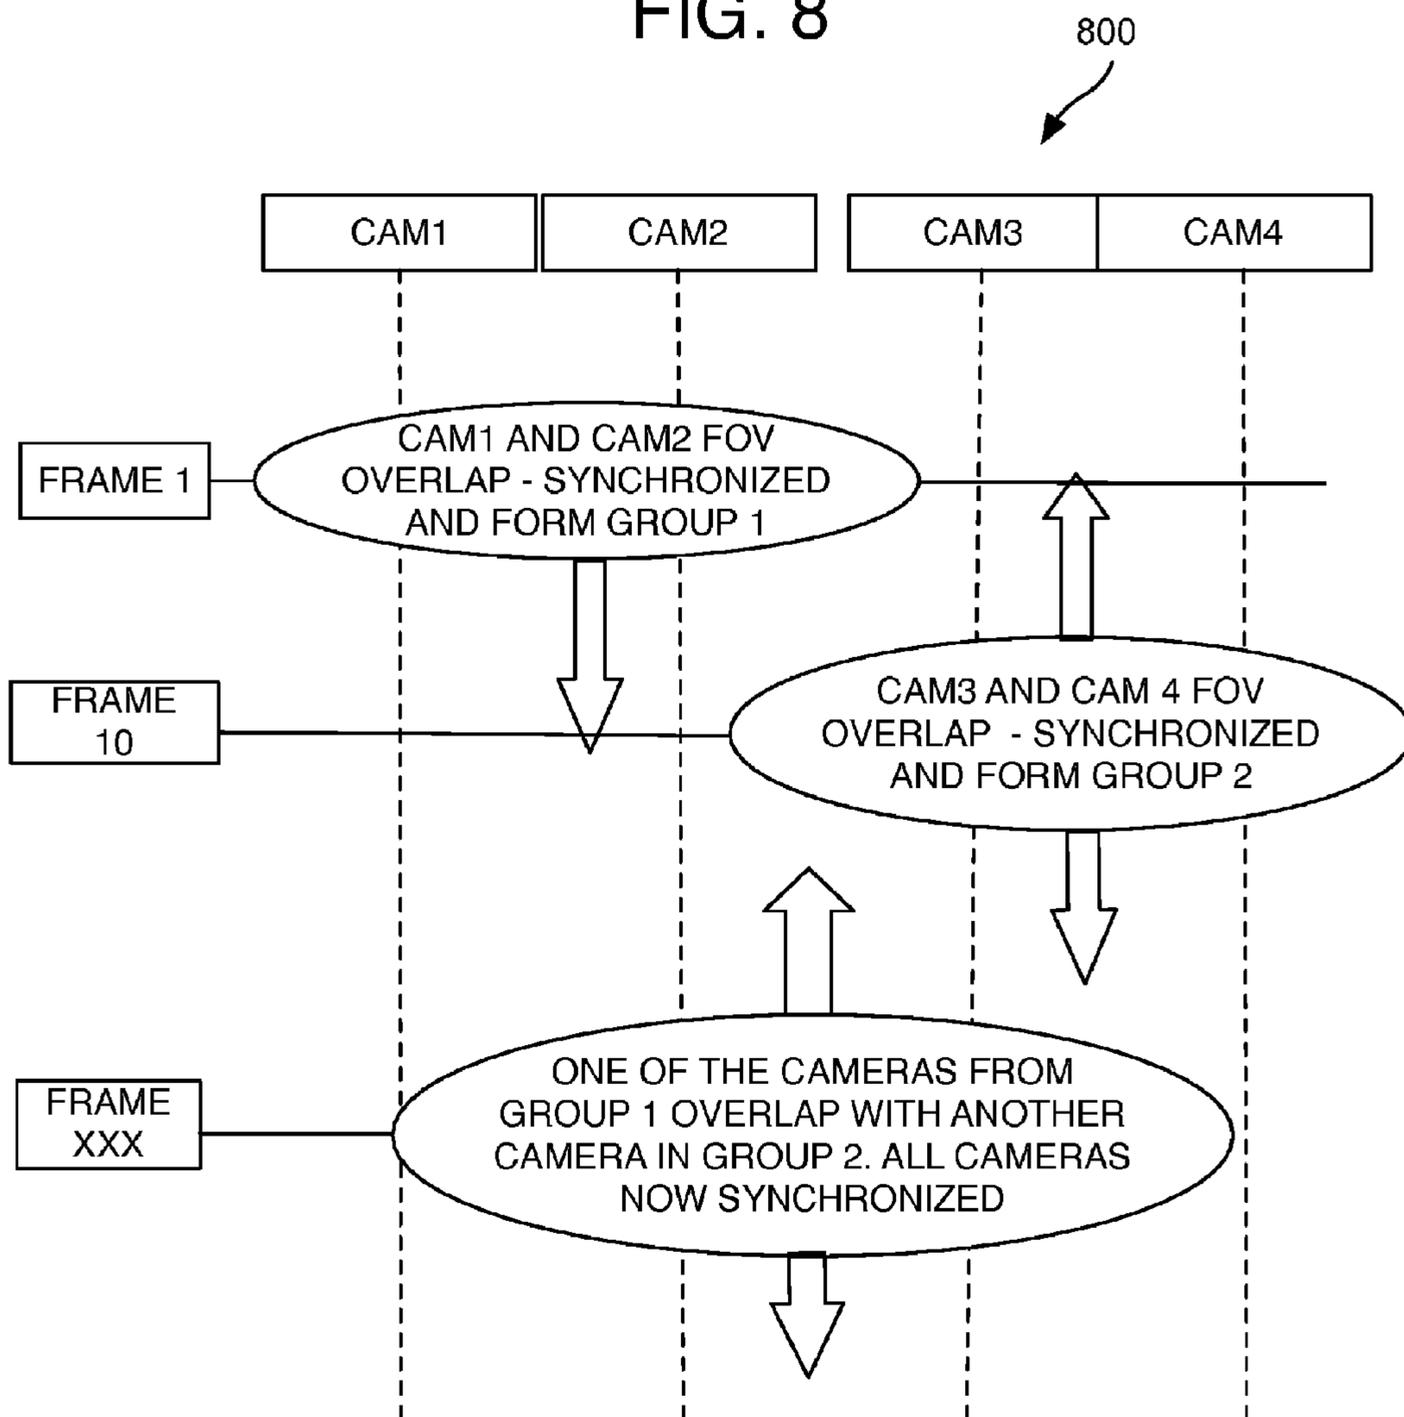 FIG. 8
800
CAM1
CAM2
CAM3
CAM4
CAM1 AND CAM2 FOV
OVERLAP - SYNCHRONIZED
AND FORM GROUP 1
FRAME 1
FRAME
10
CAM3 AND CAM 4 FOV
OVERLAP - SYNCHRONIZED
AND FORM GROUP 2
FRAME
XXX
ONE OF THE CAMERAS FROM
GROUP 1 OVERLAP WITH ANOTHER
CAMERA IN GROUP 2. ALL CAMERAS
NOW SYNCHRONIZED